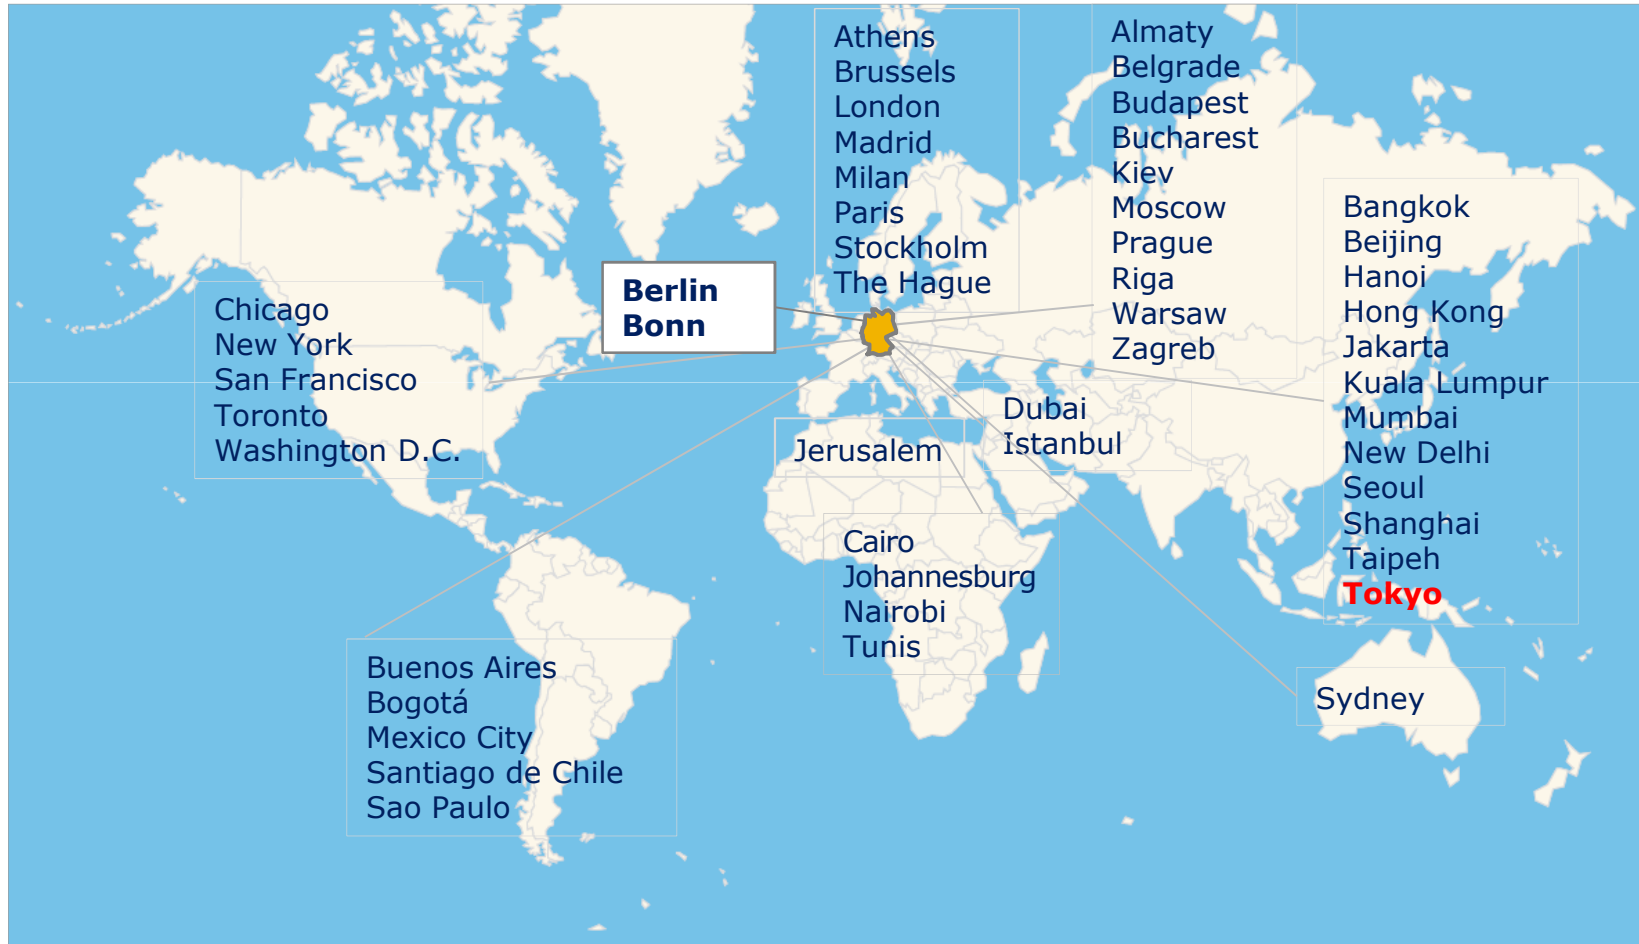 Athens
Brussels
London
Madrid
Milan
Paris
Stockholm
The Hague
Almaty
Belgrade
Budapest
Bucharest
Kiev
Moscow
Prague
Riga
Warsaw
Zagreb
Bangkok
Beijing
Hanoi
Hong Kong
Jakarta
Kuala Lumpur
Mumbai
New Delhi
Seoul
Shanghai
Taipeh
Tokyo
Berlin
Bonn
Chicago
New York
San Francisco
Toronto
Washington D.C.
Dubai
Istanbul
Jerusalem
Cairo
Johannesburg
Nairobi
Tunis
Buenos Aires
Bogotá
Mexico City
Santiago de Chile
Sao Paulo
Sydney